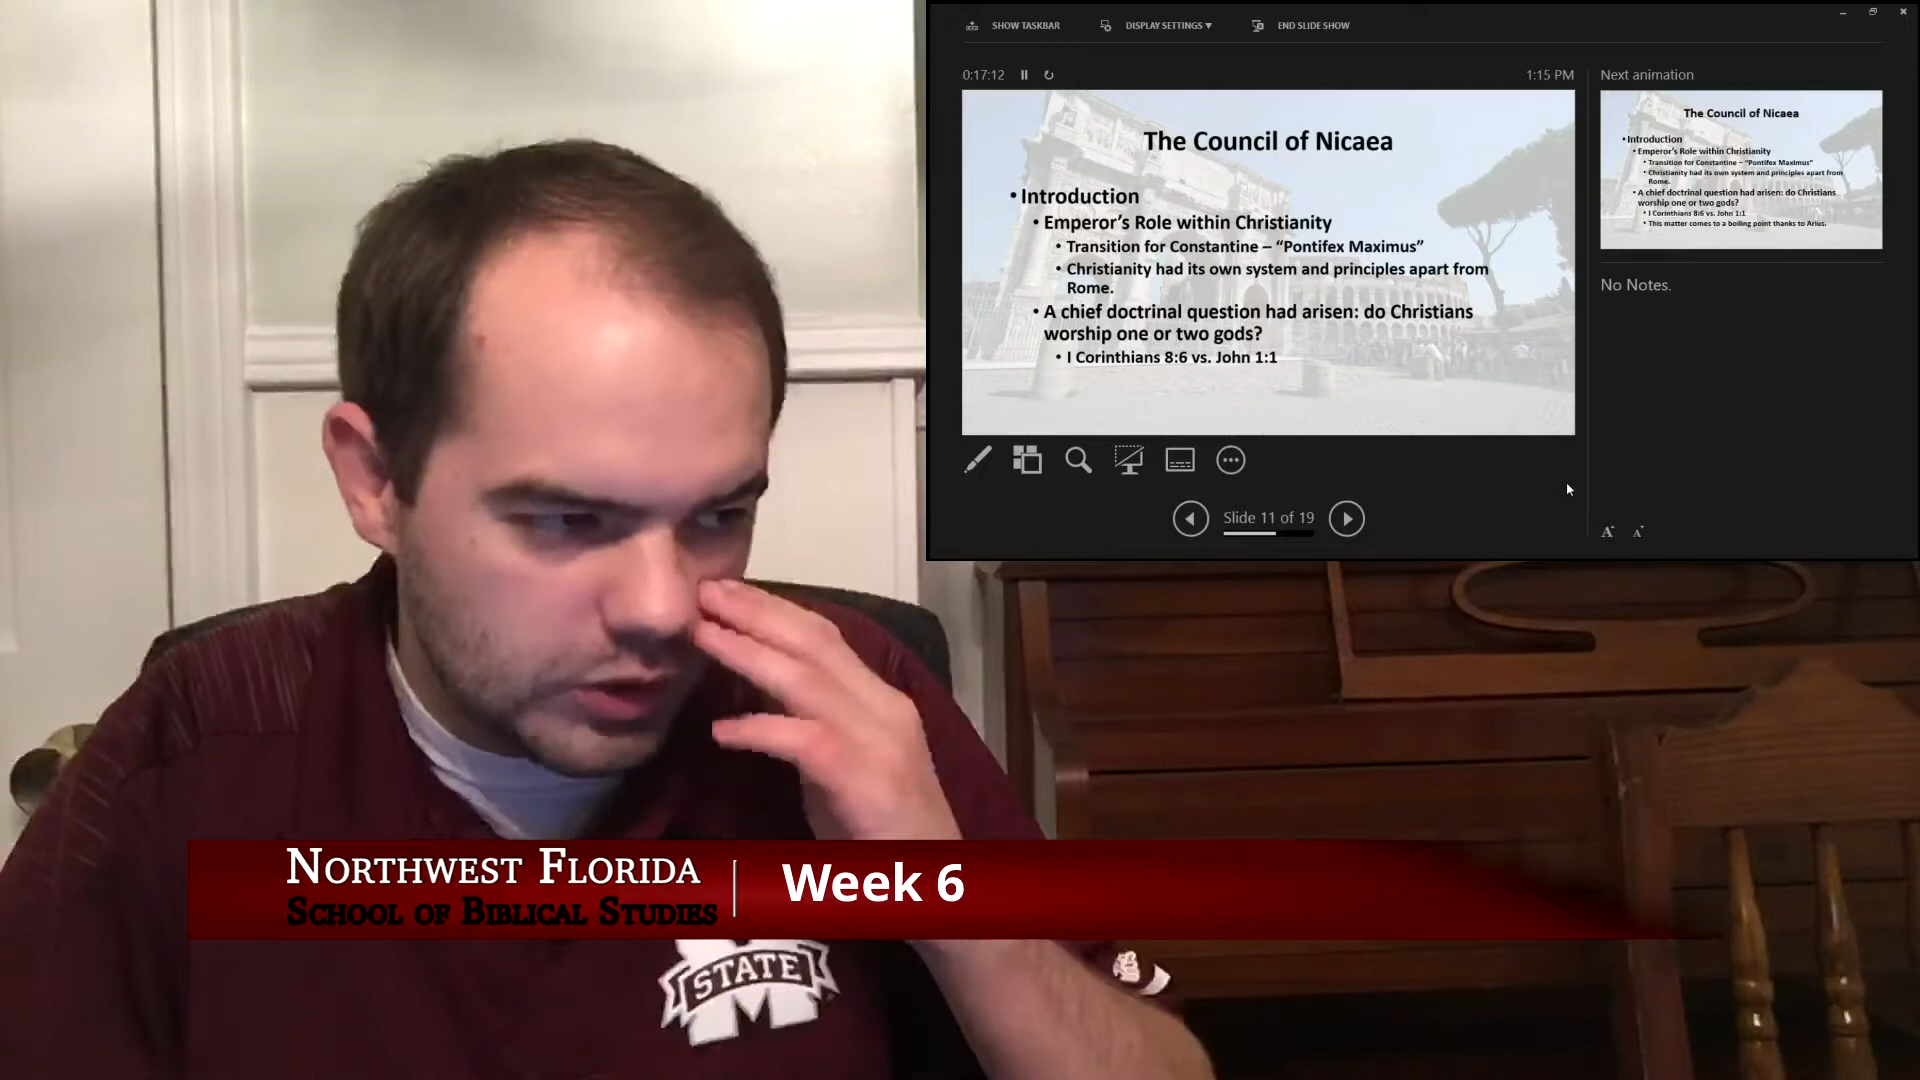 SHOW TASKBAR
DISPLAY SETTINGS
END SLIDE SHOW
0:17:12
1:15 PM
Next animation
The Council of Nicaea
• Introduction
• Emperor's Role within Christianity
• Transition for Constantine – “Pontifex Maximus”
• Christianity had its own system and principles apart from
Rome.
• A chief doctrinal question had arisen: do Christians
worship one or two gods?
• I Corinthians 8:6 vs. John 1:1
The Council of Nicaea
• Introduction
• Emperor's Role within Christianity
• Transition for Constantine – “Pontifex Maximus”
• Christianity had its own system and principles apart from
Rome.
• A chief doctrinal question had arisen: do Christians
worship one or two gods?
• I Corinthians 8:6 vs. John 1:1
• This matter comes to a boiling point thanks to Arius.
No Notes.
Slide 11 of 19
A A
NORTHWEST FLORIDA
SCHOOL OF BIBLICAL STUDIES
Week 6
STATE
M